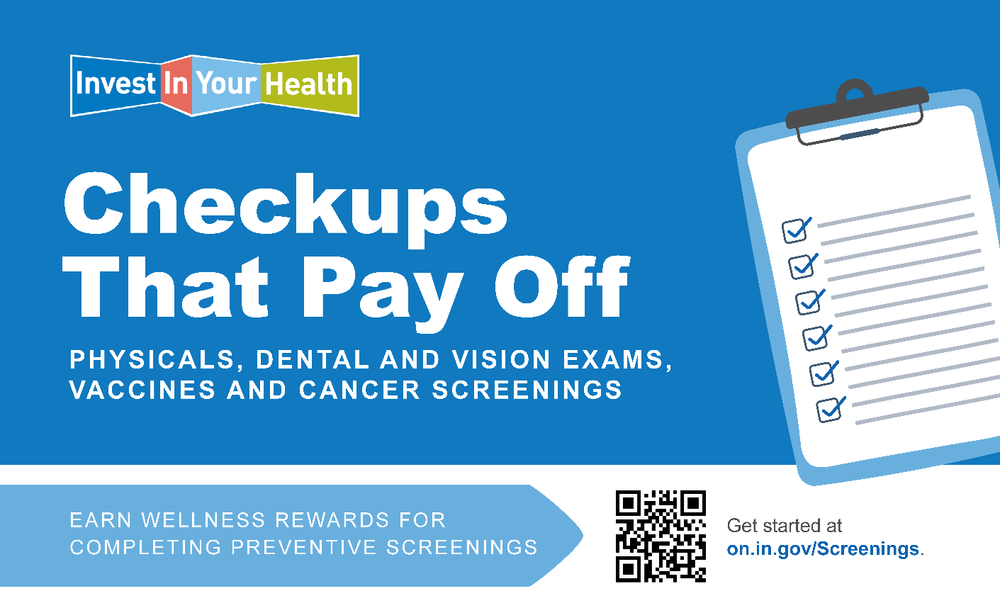 Invest In Your Health
Checkups
That Pay Off
PHYSICALS, DENTAL AND VISION EXAMS,
VACCINES AND CANCER SCREENINGS
EARN WELLNESS REWARDS FOR
COMPLETING PREVENTIVE SCREENINGS
Get started at
on.in.gov/Screenings.